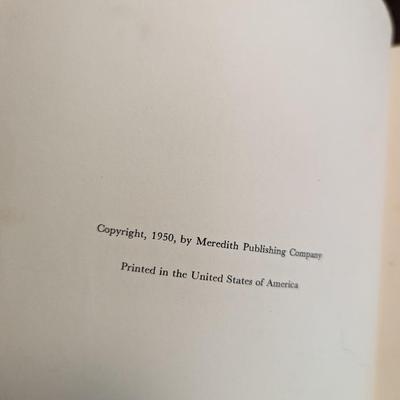 Copyright, 1950, by Meredith Publishing Company
Printed in the United States of America